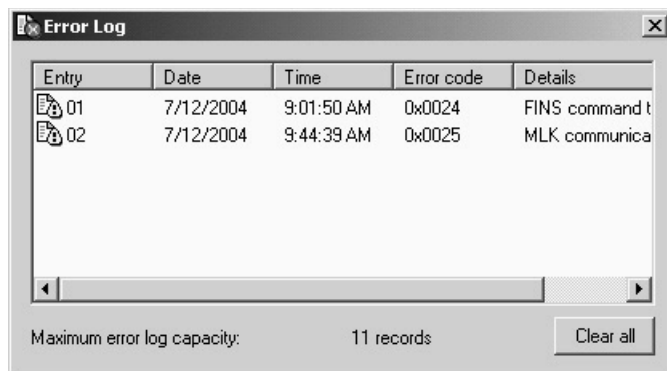 Error Log
Entry Date Time Error code Details
01 7/12/2004 9:01:50 AM 0x0024 FINS command t
02 7/12/2004 9:44:39 AM 0x0025 MLK communica
Maximum error log capacity: 11 records Clear all